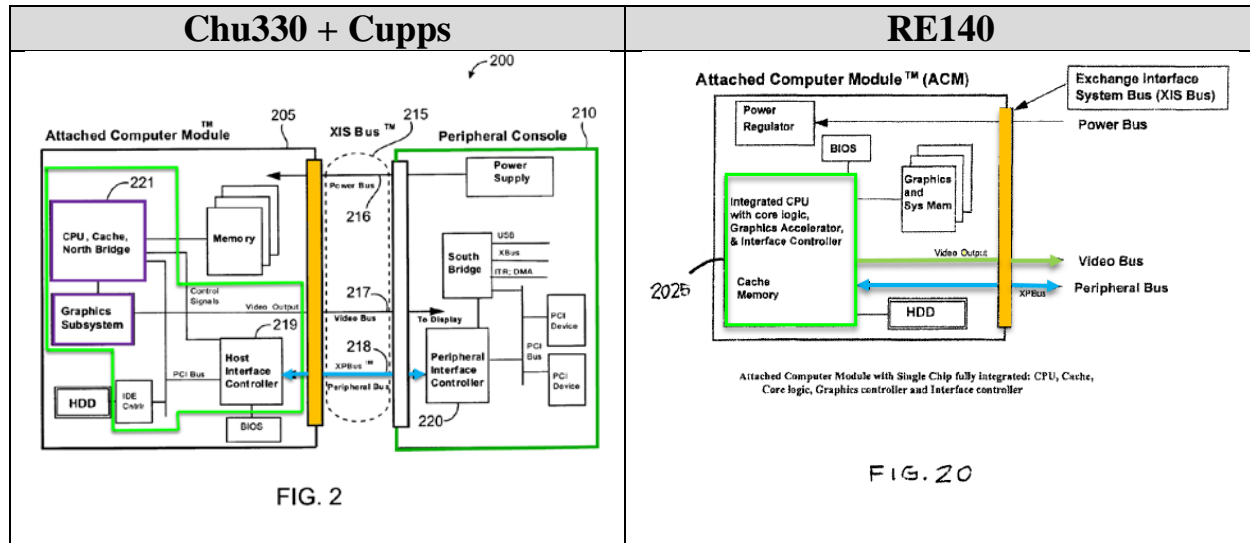 Chu330 + Cupps
RE140
200
Attached Computer Module™
205
XIS Bus™
215
Peripheral Console
210
221
CPU, Cache,
North Bridge
Memory
Power Bus
216
Power
Supply
Graphics
Subsystem
Control
Signals
Video Output
217
Video Bus
To Display
South
Bridge
USB
XBus
ITR; DMA
PCI
Device
PCI
Bus
PCI
Device
219
Host
Interface
Controller
PCI Bus
218
XPBus™
Peripheral Bus
Peripheral
Interface
Controller
220
HDD
IDE
Cntrlr
BIOS
FIG. 2
Attached Computer Module™ (ACM)
Exchange Interface
System Bus (XIS Bus)
Power
Regulator
Power Bus
BIOS
Graphics
and
Sys Mem
Integrated CPU
with core logic,
Graphics Accelerator,
& Interface Controller
Cache
Memory
2025
Video Output
Video Bus
XPBus
Peripheral Bus
HDD
Attached Computer Module with Single Chip fully integrated: CPU, Cache,
Core logic, Graphics controller and Interface controller
FIG. 20